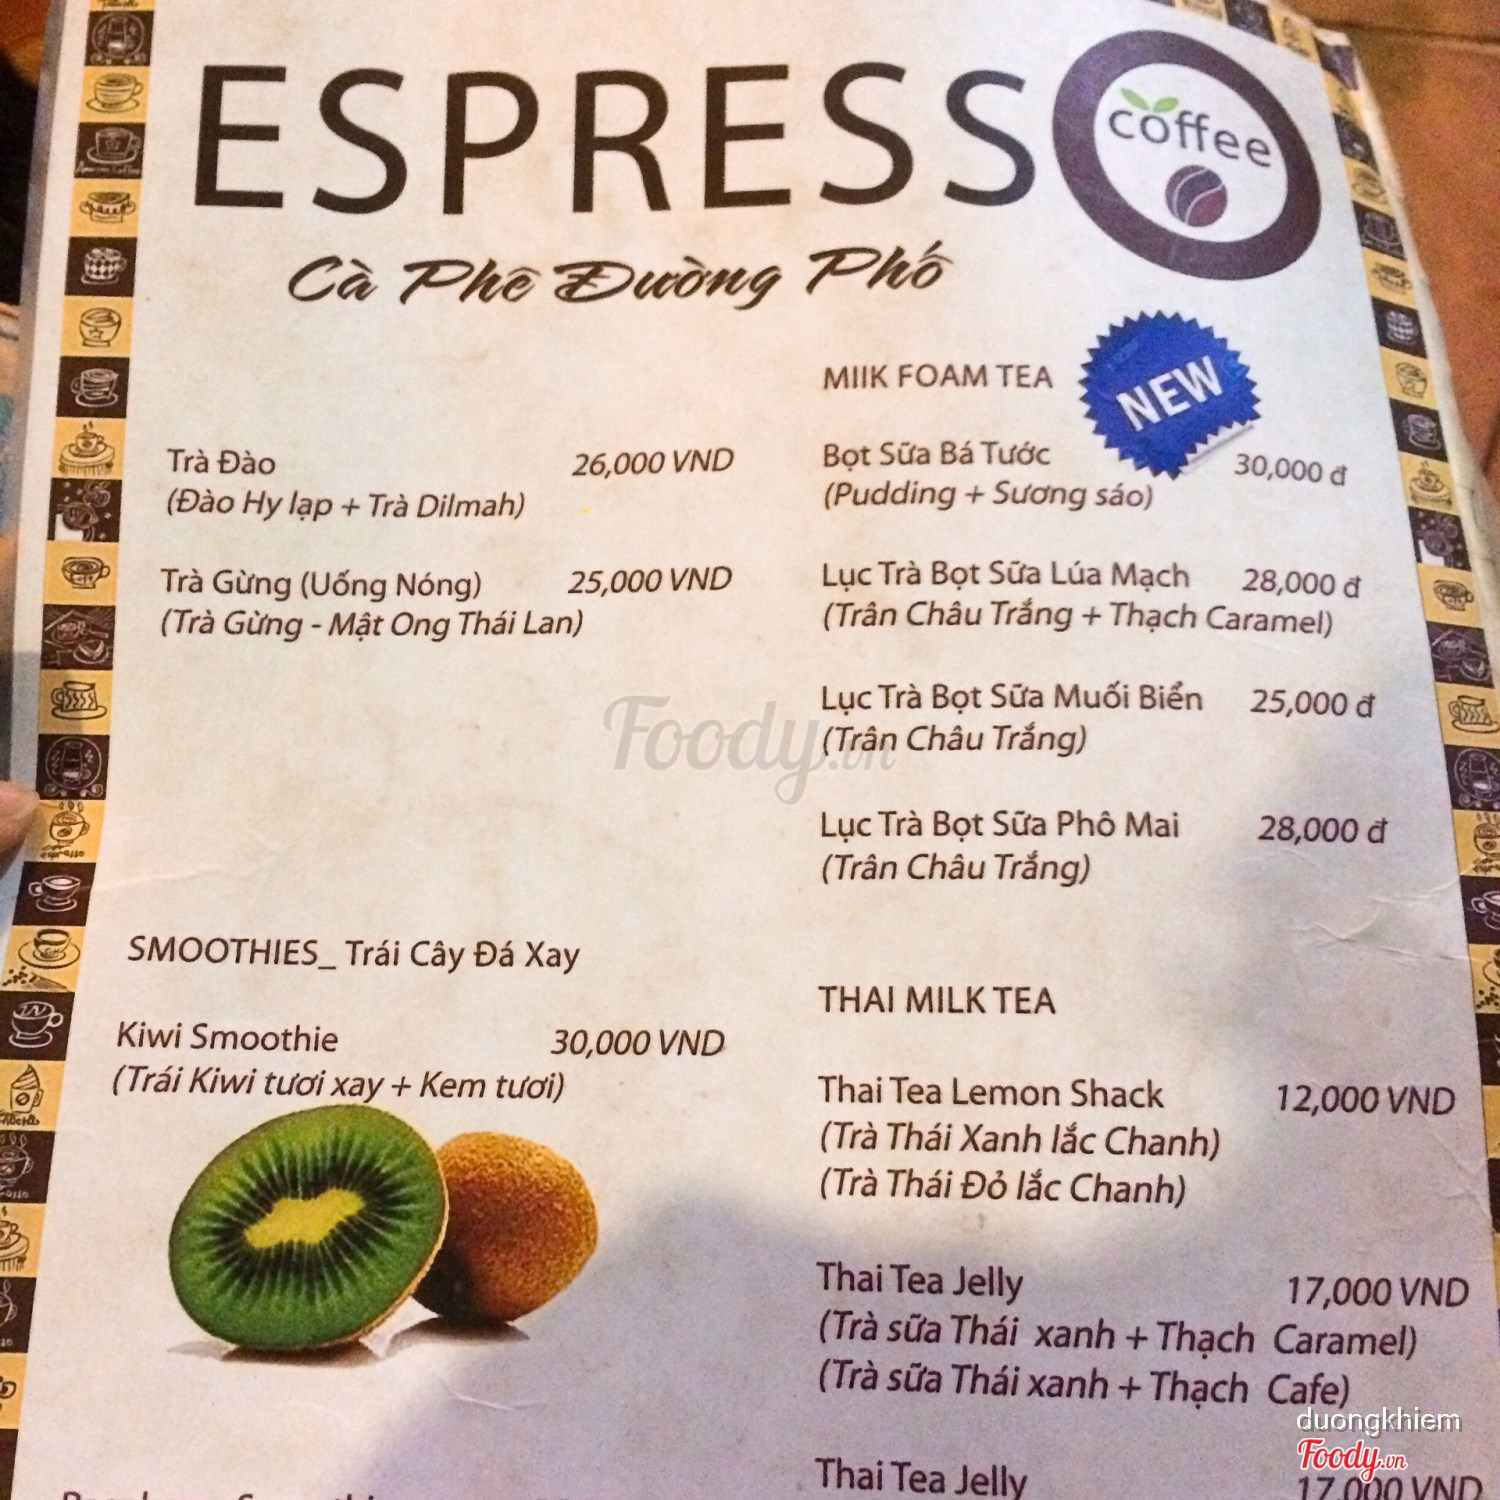 ESPRESSO
coffee
Cà Phê Đường Phố
Trà Đào 26,000 VND
(Đào Hy lạp + Trà Dilmah)
Trà Gừng (Uống Nóng) 25,000 VND
(Trà Gừng - Mật Ong Thái Lan)
SMOOTHIES_ Trái Cây Đá Xay
Kiwi Smoothie 30,000 VND
(Trái Kiwi tươi xay + Kem tươi)
MIIK FOAM TEA
NEW
Bọt Sữa Bá Tước 30,000 đ
(Pudding + Sương sáo)
Lục Trà Bọt Sữa Lúa Mạch 28,000 đ
(Trân Châu Trắng + Thạch Caramel)
Lục Trà Bọt Sữa Muối Biển 25,000 đ
(Trân Châu Trắng)
Lục Trà Bọt Sữa Phô Mai 28,000 đ
(Trân Châu Trắng)
THAI MILK TEA
Thai Tea Lemon Shack 12,000 VND
(Trà Thái Xanh lắc Chanh)
(Trà Thái Đỏ lắc Chanh)
Thai Tea Jelly 17,000 VND
(Trà sữa Thái xanh + Thạch Caramel)
(Trà sữa Thái xanh + Thạch Cafe)
Thai Tea Jelly 17,000 VND
Foody.vn
duongkhiem
Foody.vn